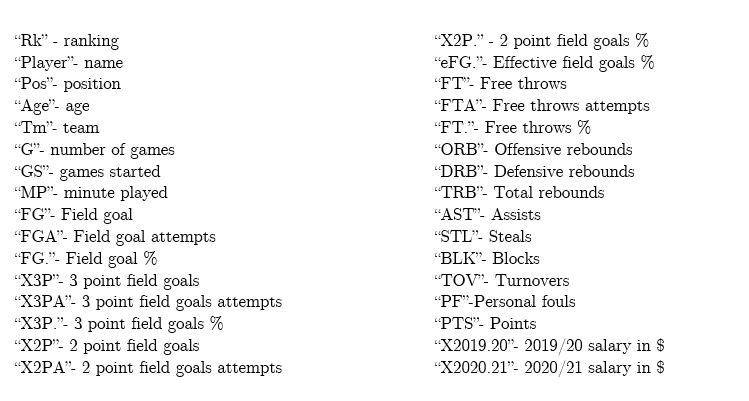 “Rk” - ranking
“Player”- name
“Pos”- position
“Age”- age
“Tm”- team
“G”- number of games
“GS”- games started
“MP”- minute played
“FG”- Field goal
“FGA”- Field goal attempts
“FG.”- Field goal %
“X3P”- 3 point field goals
“X3PA”- 3 point field goals attempts
“X3P.”- 3 point field goals %
“X2P”- 2 point field goals
“X2PA”- 2 point field goals attempts
“X2P.” - 2 point field goals %
“eFG.”- Effective field goals %
“FT”- Free throws
“FTA”- Free throws attempts
“FT.”- Free throws %
“ORB”- Offensive rebounds
“DRB”- Defensive rebounds
“TRB”- Total rebounds
“AST”- Assists
“STL”- Steals
“BLK”- Blocks
“TOV”- Turnovers
“PF”-Personal fouls
“PTS”- Points
“X2019.20”- 2019/20 salary in $
“X2020.21”- 2020/21 salary in $